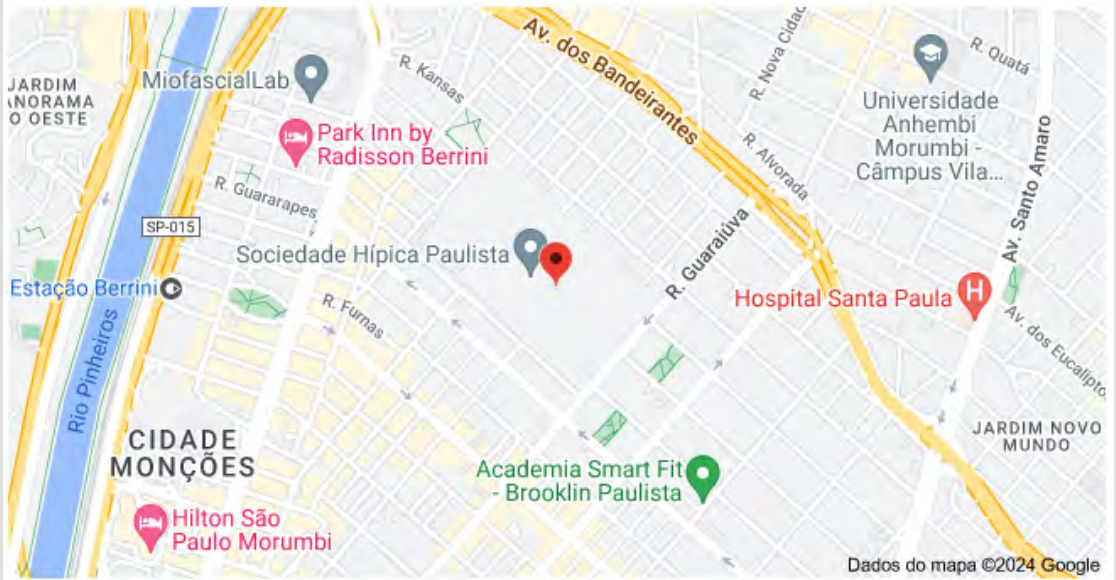 Av. dos Bandeirantes
R. Nova Cidad
R. Quatá
R. Kansas
MiofascialLab
JARDIM
ANORAMA
O OESTE
Universidade
Anhembi
Morumbi -
Câmpus Vila...
Park Inn by
Radisson Berrini
R. Alvorada
Av. Santo Amaro
R. Guararapes
SP-015
Sociedade Hípica Paulista
R. Guaraiúva
Estação Berrini
Hospital Santa Paula
H
R. Furnas
Av. dos Eucalipto
Rio Pinheiros
CIDADE
MONÇÕES
JARDIM NOVO
MUNDO
Academia Smart Fit
- Brooklin Paulista
Hilton São
Paulo Morumbi
Dados do mapa ©2024 Google